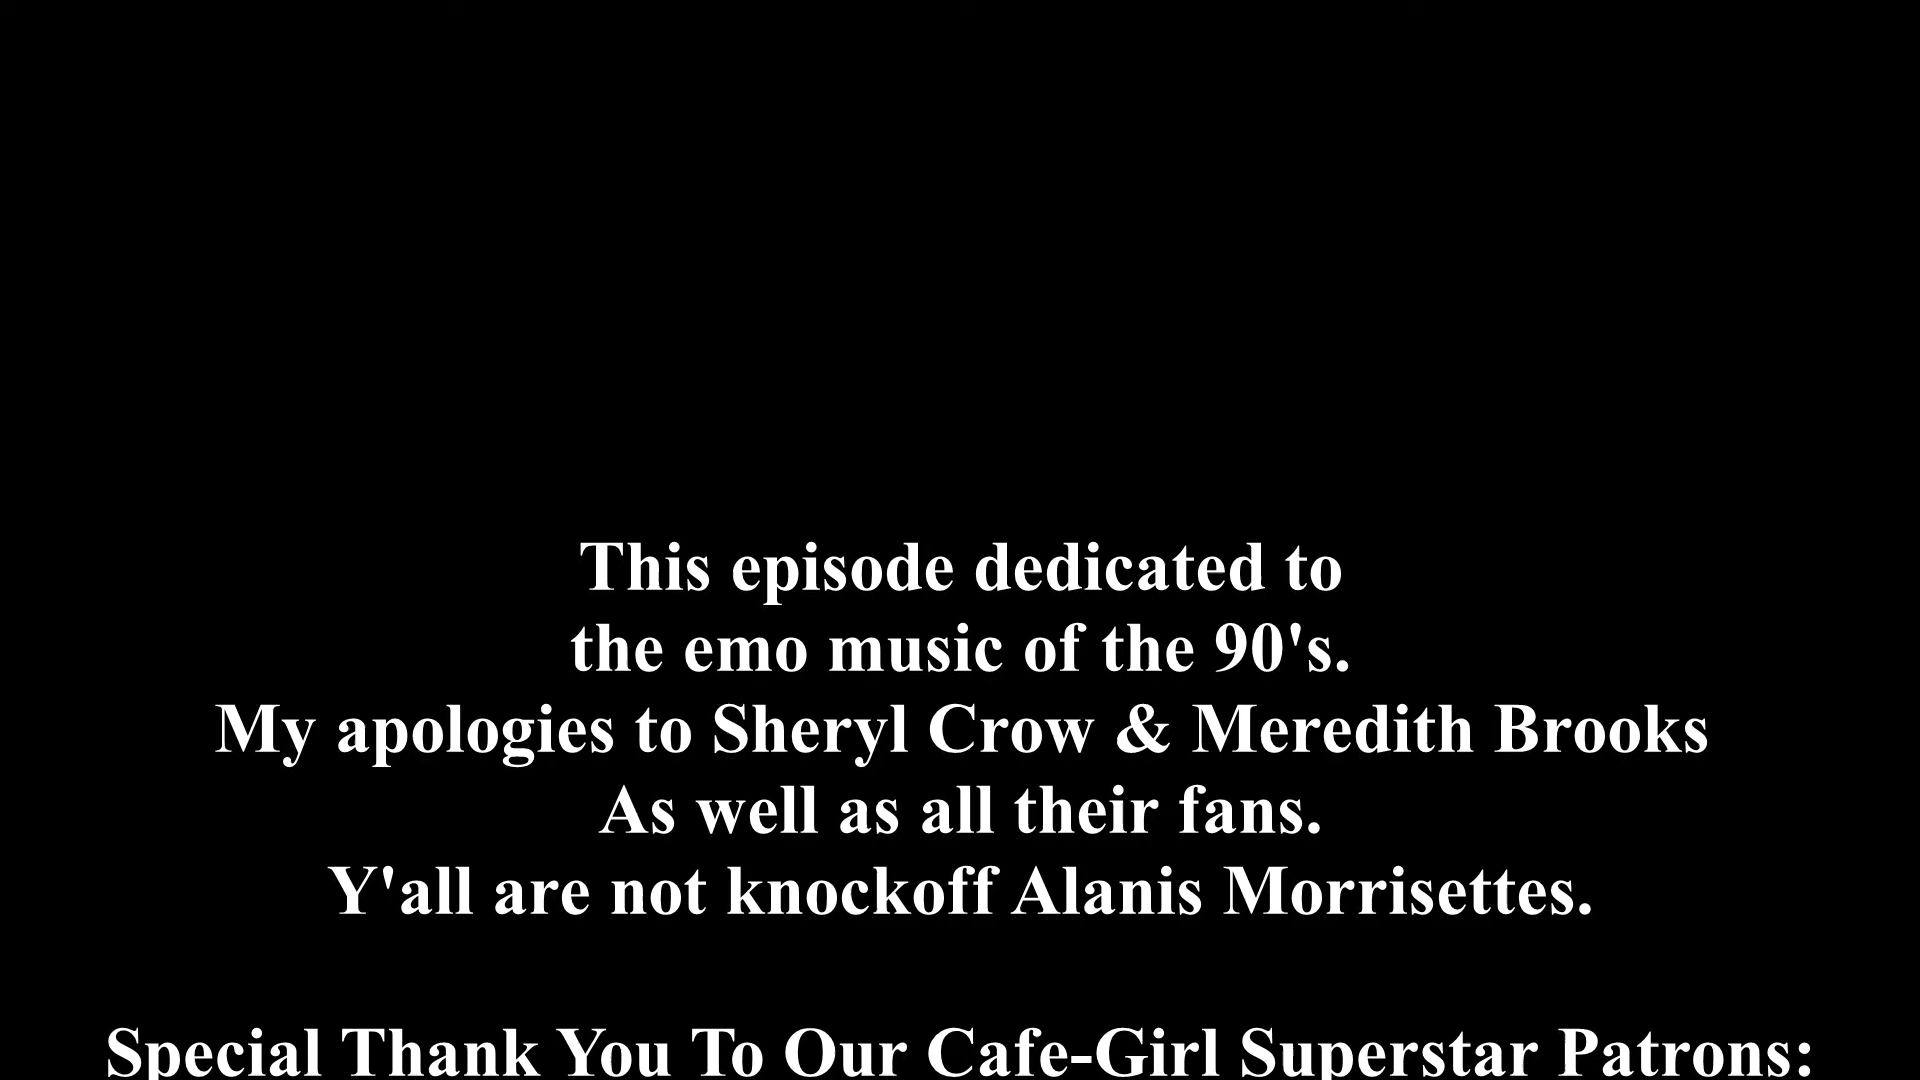 This episode dedicated to
the emo music of the 90's.
My apologies to Sheryl Crow & Meredith Brooks
As well as all their fans.
Y'all are not knockoff Alanis Morrisettes.
Special Thank You To Our Cafe-Girl Superstar Patrons: